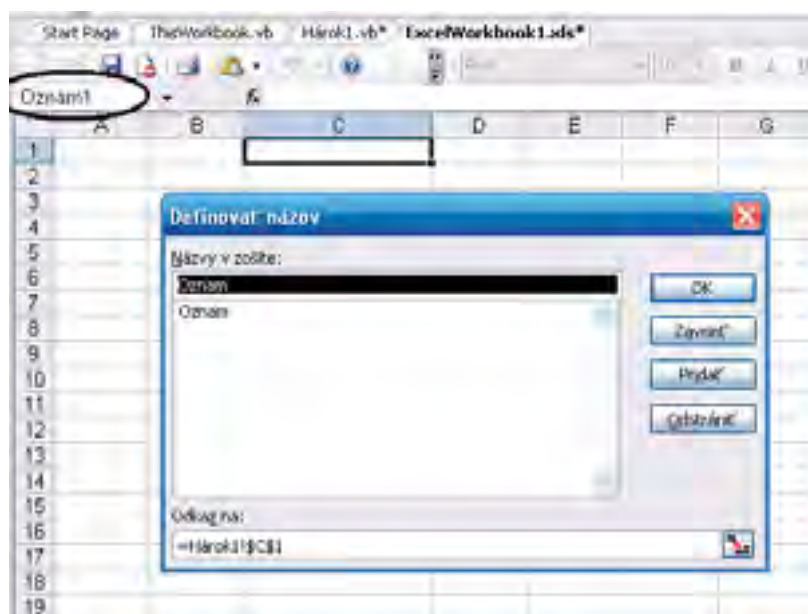 Start Page ThisWorkbook.vb Hárok1.vb* ExcelWorkbook1.xls*
Oznám1 fx
A B C D E F G
1
2
3
4
5
6
7
8
9
10
11
12
13
14
15
16
17
18
19
Definovať názov
Názvy v zošite:
Oznam
Oznam
OK
Zavrieť
Pridať
Odstrániť
Odkaz na:
=Hárok1!$C$1